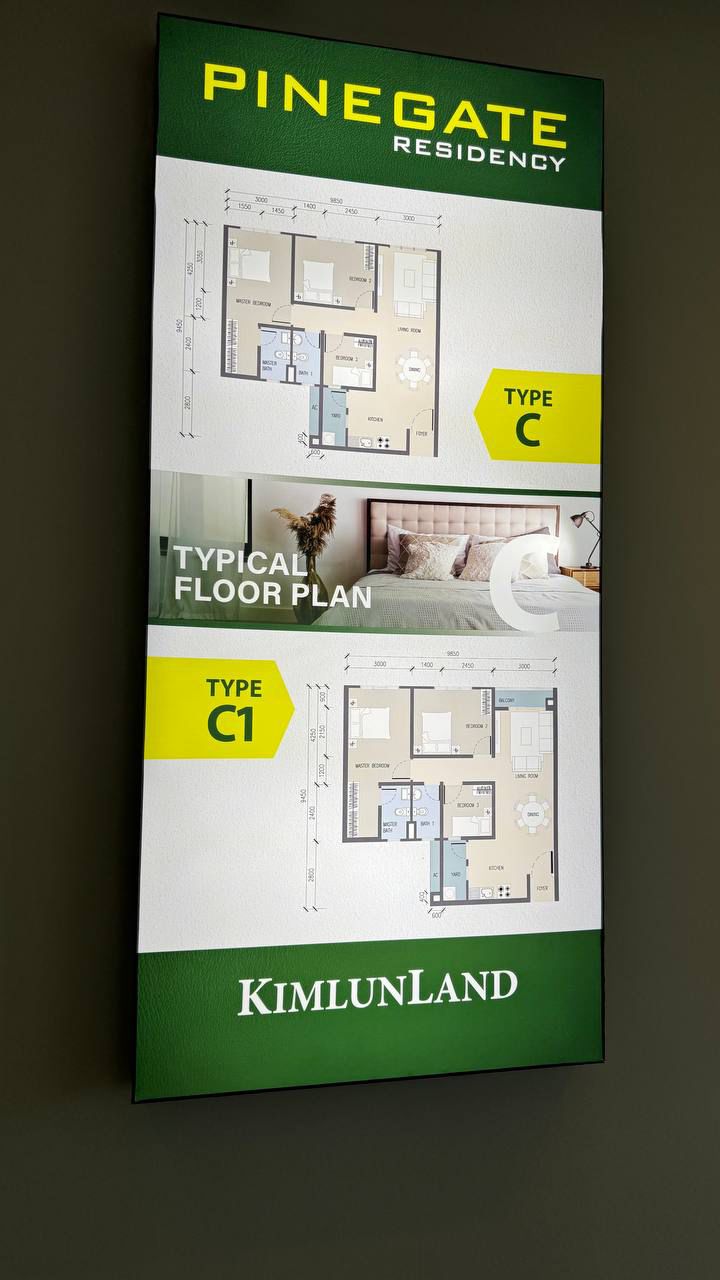 PINEGATE
RESIDENCY
9850
3000 1400 2450 3000
1550 1450
9450
4250 2400 2800
3050 1200
MASTER BEDROOM
BEDROOM 2
LIVING ROOM
MASTER BATH
BATH 1
BEDROOM 3
DINING
AC
YARD
KITCHEN
FOYER
600
TYPE
C
TYPICAL
FLOOR PLAN
C
TYPE
C1
9850
3000 1400 2450 3000
9450
4250 2400 2800
900 2150 1200
BALCONY
BEDROOM 2
MASTER BEDROOM
LIVING ROOM
MASTER BATH
BATH 1
BEDROOM 3
DINING
AC
YARD
KITCHEN
FOYER
600
KIMLUNLAND